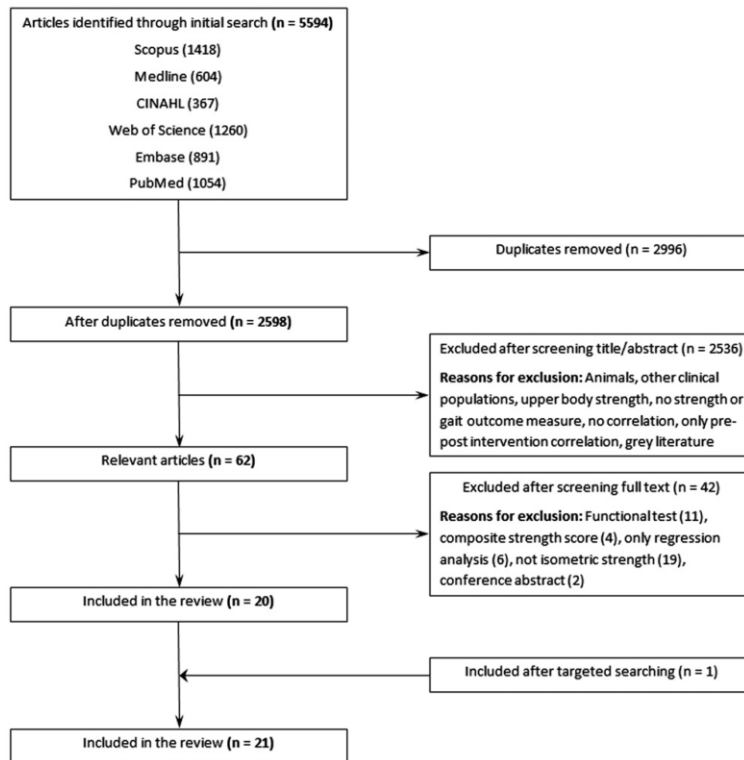 Articles identified through initial search (n = 5594)
Scopus (1418)
Medline (604)
CINAHL (367)
Web of Science (1260)
Embase (891)
PubMed (1054)
Duplicates removed (n = 2996)
After duplicates removed (n = 2598)
Excluded after screening title/abstract (n = 2536)
Reasons for exclusion: Animals, other clinical
populations, upper body strength, no strength or
gait outcome measure, no correlation, only pre-
post intervention correlation, grey literature
Relevant articles (n = 62)
Excluded after screening full text (n = 42)
Reasons for exclusion: Functional test (11),
composite strength score (4), only regression
analysis (6), not isometric strength (19),
conference abstract (2)
Included in the review (n = 20)
Included after targeted searching (n = 1)
Included in the review (n = 21)